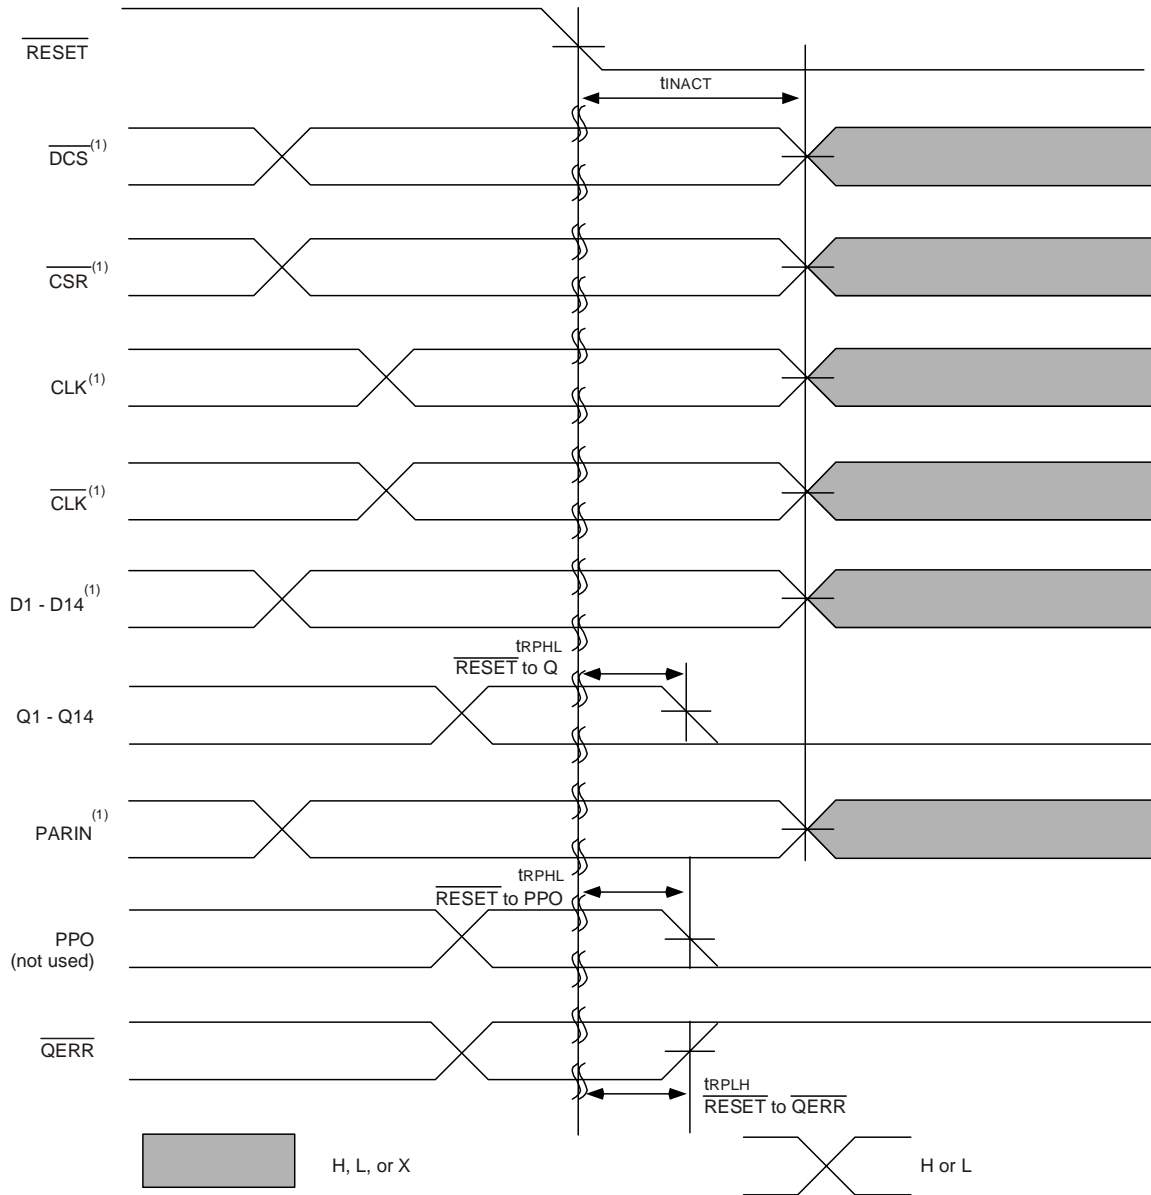 RESET
tINACT
DCS(1)
CSR(1)
CLK(1)
CLK(1)
D1 - D14(1)
tRPHL
RESET to Q
Q1 - Q14
PARIN(1)
tRPHL
RESET to PPO
PPO
(not used)
QERR
tRPLH
RESET to QERR
H, L, or X
H or L